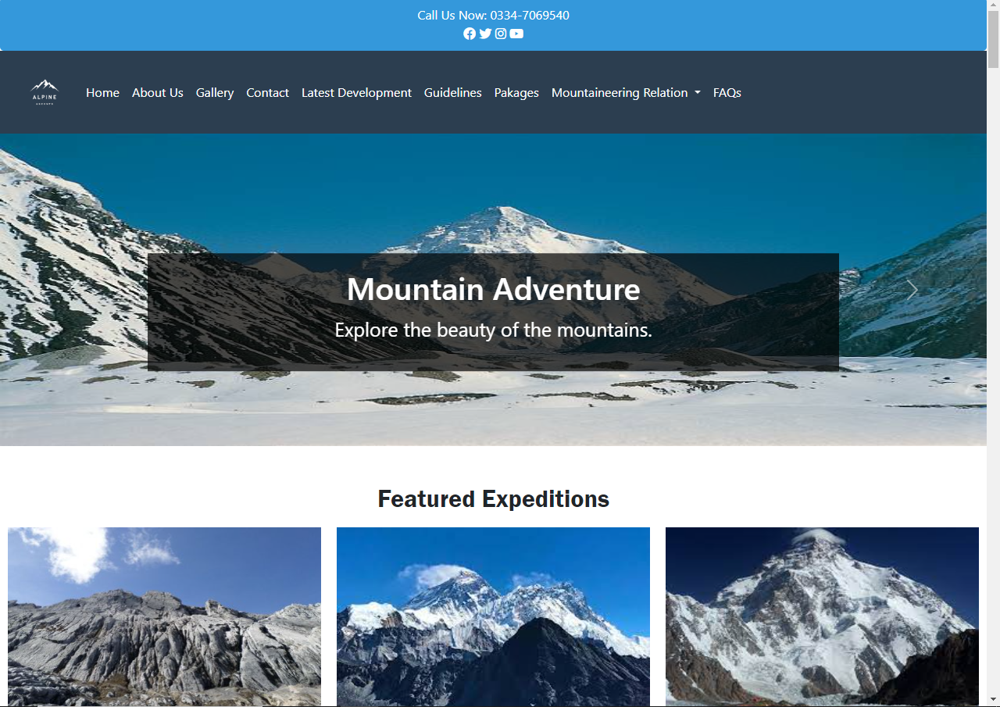 Call Us Now: 0334-7069540
ALPINE
Home About Us Gallery Contact Latest Development Guidelines Pakages Mountaineering Relation FAQs
Mountain Adventure
Explore the beauty of the mountains.
Featured Expeditions